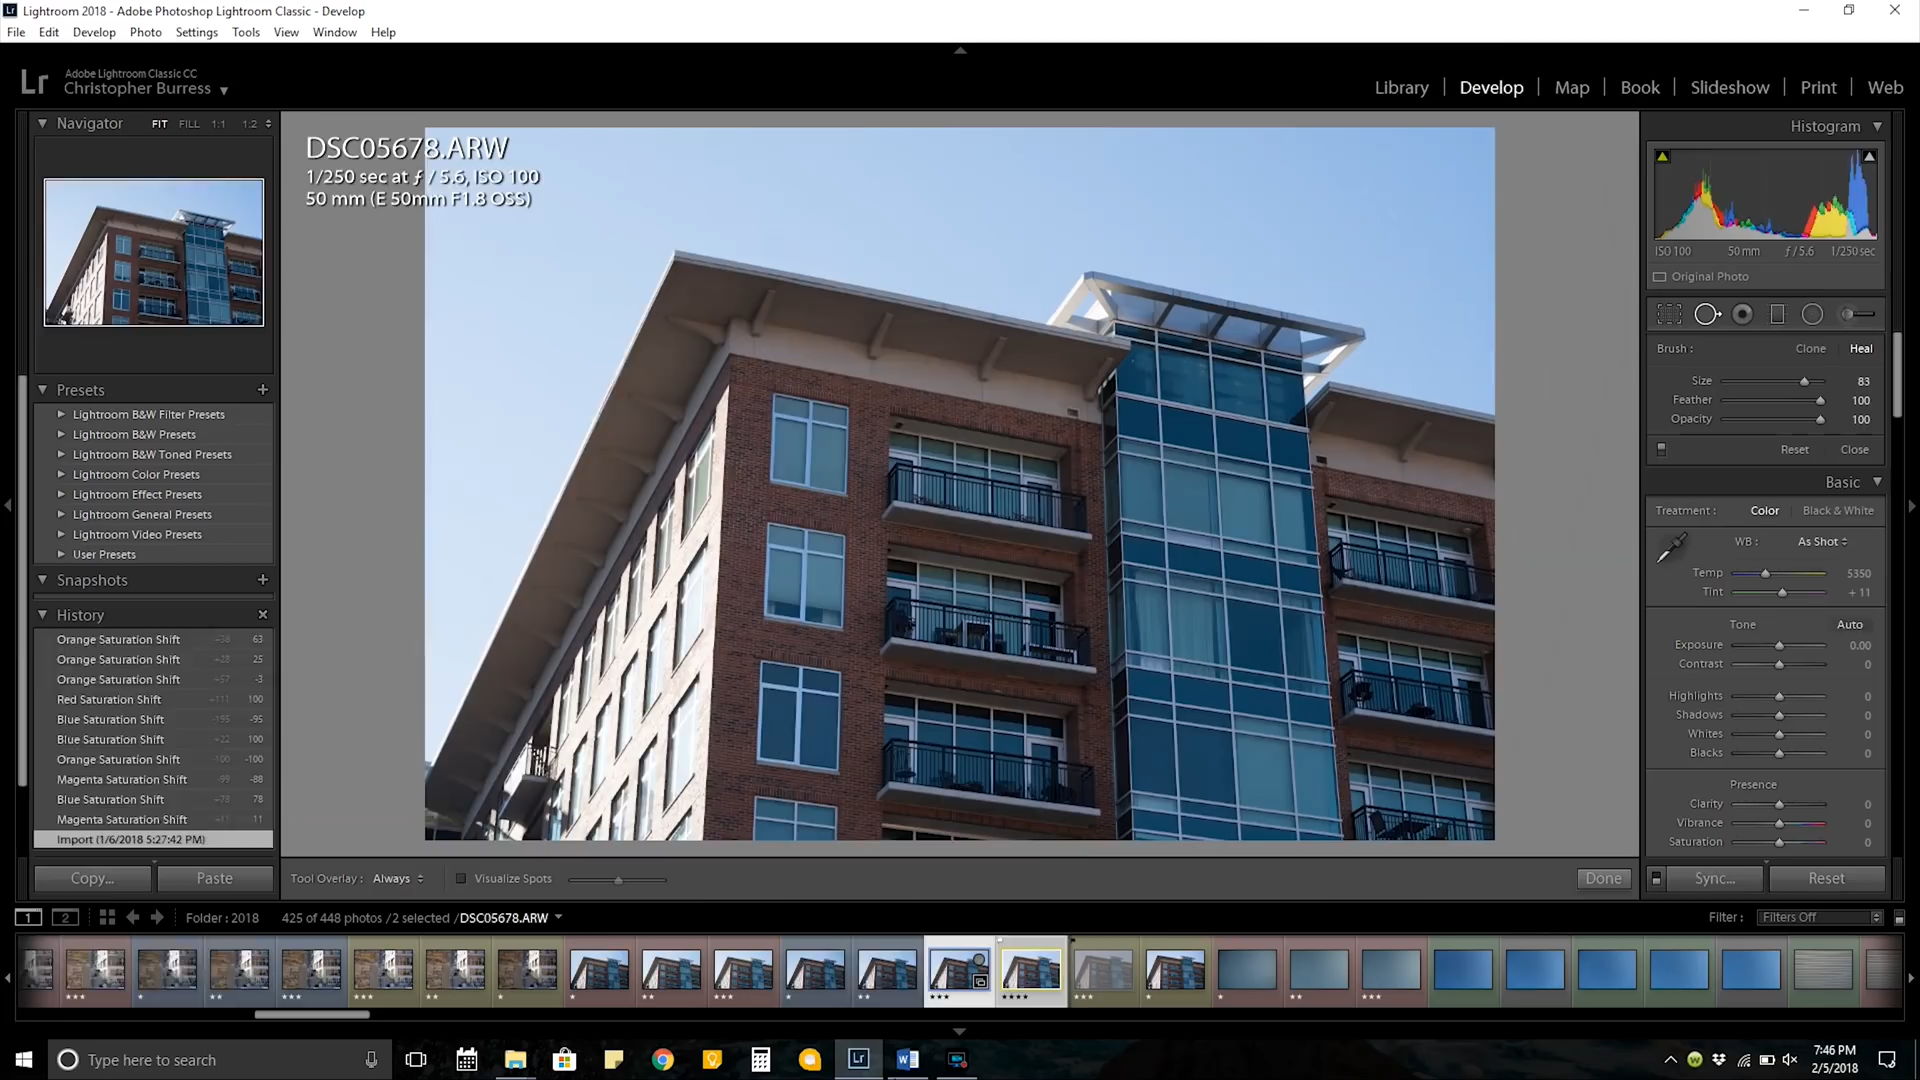 Lightroom 2018 - Adobe Photoshop Lightroom Classic - Develop
File Edit Develop Photo Settings Tools View Window Help
Lr
Adobe Lightroom Classic CC
Christopher Burress
Library | Develop | Map | Book | Slideshow | Print | Web
Navigator FIT FILL 1:1 1:2
Presets +
Lightroom B&W Filter Presets
Lightroom B&W Presets
Lightroom B&W Toned Presets
Lightroom Color Presets
Lightroom Effect Presets
Lightroom General Presets
Lightroom Video Presets
User Presets
Snapshots +
History
Orange Saturation Shift 63
Orange Saturation Shift 25
Orange Saturation Shift -3
Red Saturation Shift 100
Blue Saturation Shift -95
Blue Saturation Shift 100
Orange Saturation Shift -100
Magenta Saturation Shift -88
Blue Saturation Shift 78
Magenta Saturation Shift 11
Import (1/6/2018 5:27:42 PM)
Copy... Paste
DSC05678.ARW
1/250 sec at ƒ / 5.6, ISO 100
50 mm (E 50mm F1.8 OSS)
Tool Overlay : Always Visualize Spots Done
Histogram
ISO 100 50 mm ƒ / 5.6 1/250 sec
Original Photo
Brush : Clone Heal
Size 83
Feather 100
Opacity 100
Reset Close
Basic
Treatment : Color Black & White
WB : As Shot
Temp 5350
Tint + 11
Tone Auto
Exposure 0.00
Contrast 0
Highlights 0
Shadows 0
Whites 0
Blacks 0
Presence
Clarity 0
Vibrance 0
Saturation 0
Sync... Reset
1 2 Folder : 2018 425 of 448 photos /2 selected /DSC05678.ARW Filter : Filters Off
Type here to search
Lr
7:46 PM
2/5/2018